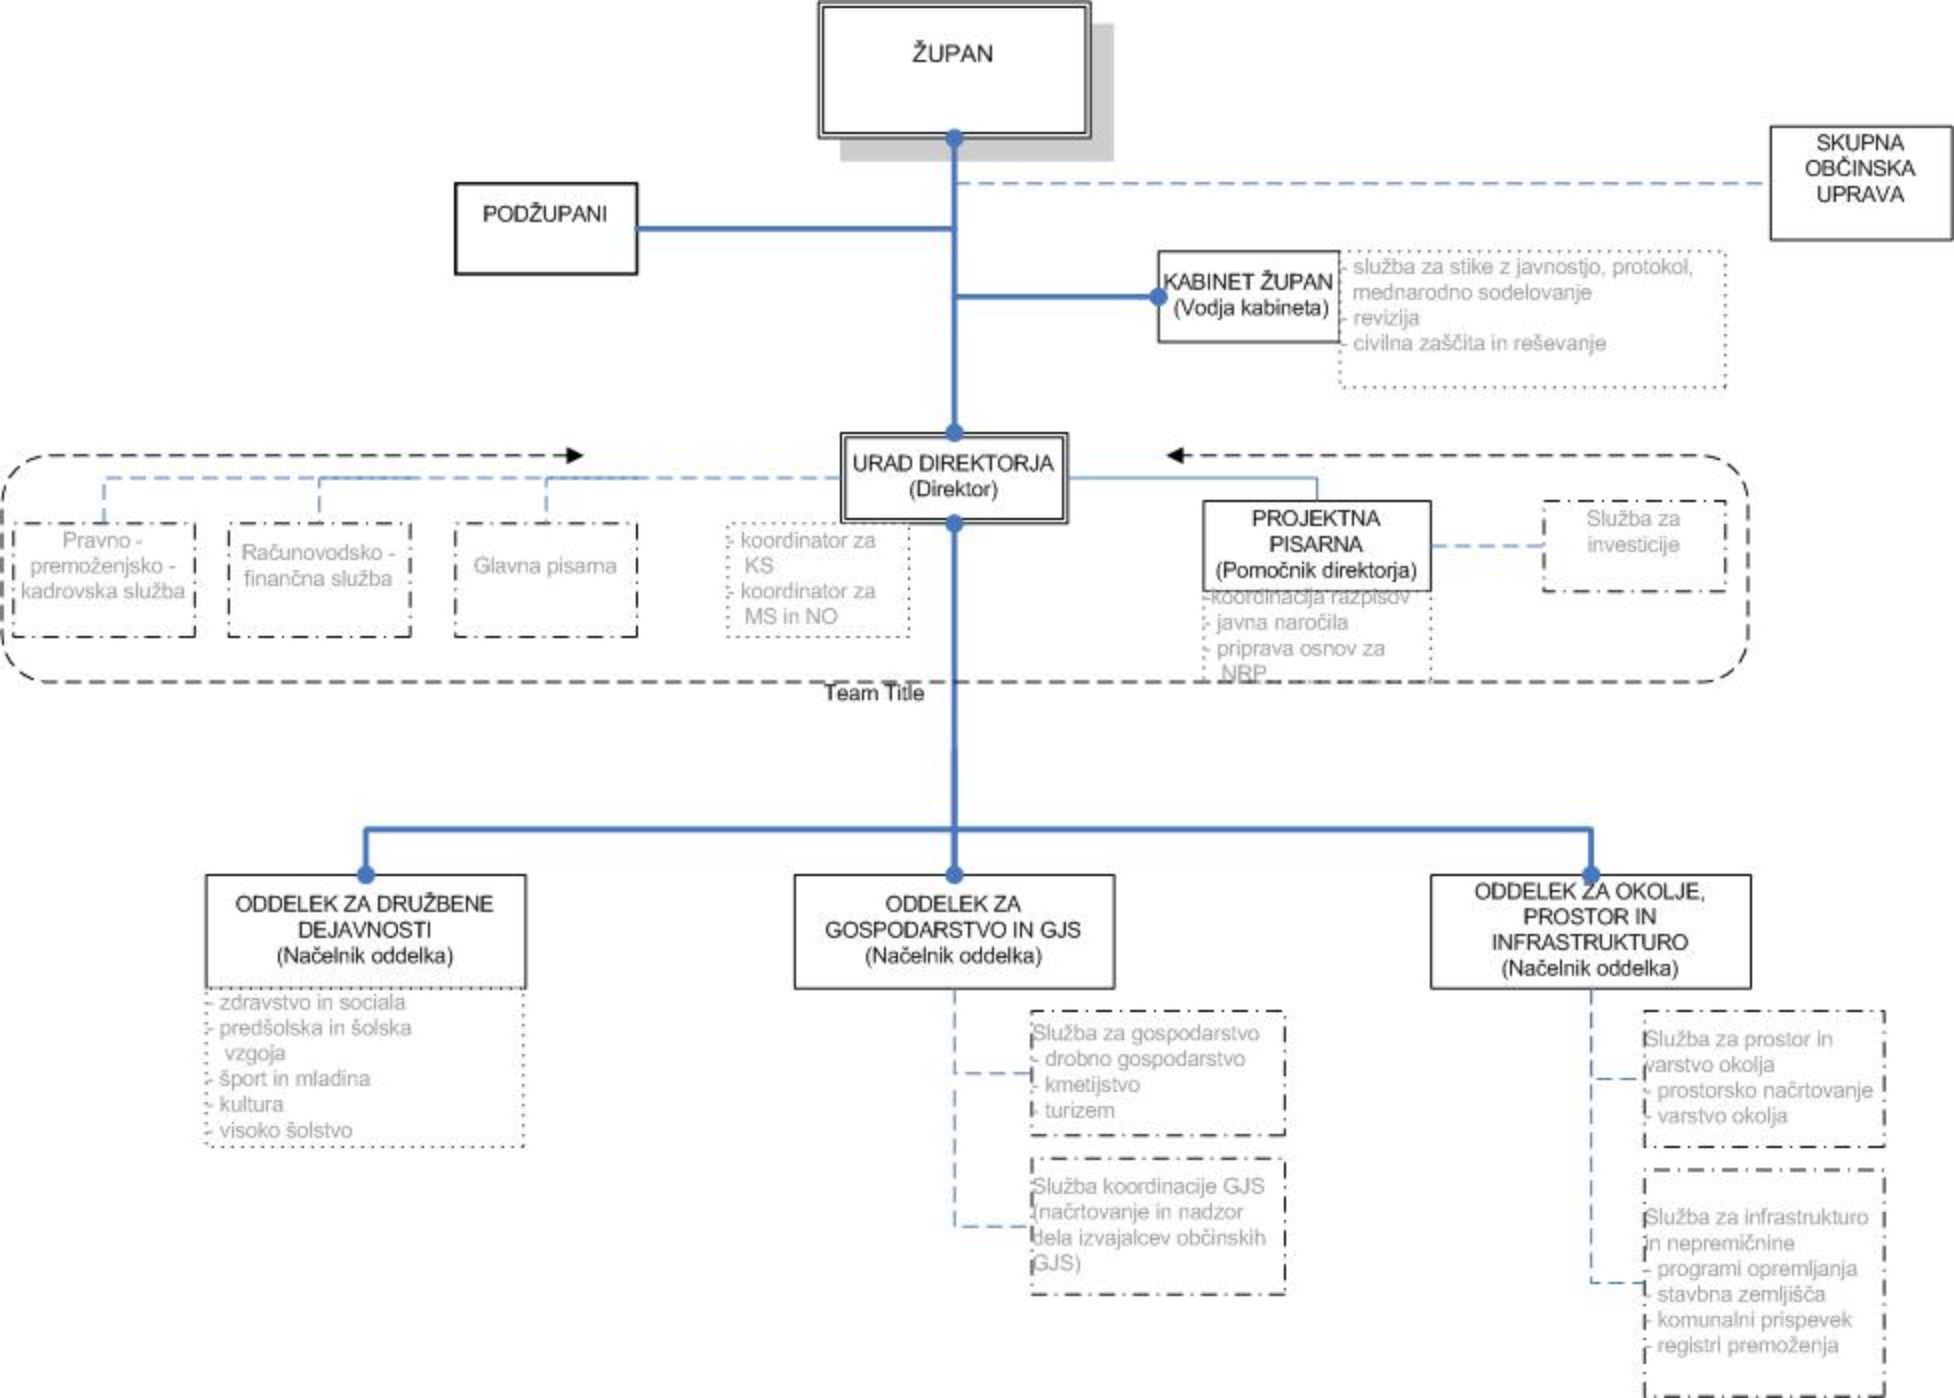 ŽUPAN
SKUPNA
OBČINSKA
UPRAVA
PODŽUPANI
KABINET ŽUPAN
(Vodja kabineta)
- služba za stike z javnostjo, protokol,
mednarodno sodelovanje
- revizija
- civilna zaščita in reševanje
URAD DIREKTORJA
(Direktor)
Pravno -
premoženjsko -
kadrovska služba
Računovodsko -
finančna služba
Glavna pisarna
- koordinator za
KS
- koordinator za
MS in NO
PROJEKTNA
PISARNA
(Pomočnik direktorja)
-koordinacija razpisov
- javna naročila
- priprava osnov za
NRP
Služba za
investicije
Team Title
ODDELEK ZA DRUŽBENE
DEJAVNOSTI
(Načelnik oddelka)
- zdravstvo in sociala
- predšolska in šolska
vzgoja
- šport in mladina
- kultura
- visoko šolstvo
ODDELEK ZA
GOSPODARSTVO IN GJS
(Načelnik oddelka)
Služba za gospodarstvo
- drobno gospodarstvo
- kmetijstvo
- turizem
Služba koordinacije GJS
(načrtovanje in nadzor
dela izvajalcev občinskih
GJS)
ODDELEK ZA OKOLJE,
PROSTOR IN
INFRASTRUKTURO
(Načelnik oddelka)
Služba za prostor in
varstvo okolja
- prostorsko načrtovanje
- varstvo okolja
Služba za infrastrukturo
in nepremičnine
- programi opremljanja
- stavbna zemljišča
- komunalni prispevek
- registri premoženja